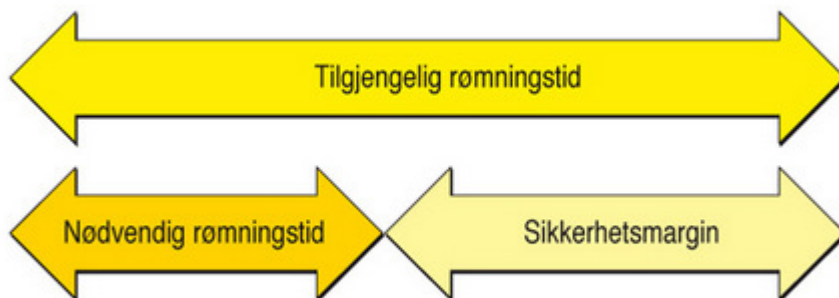 Tilgjengelig rømningstid
Nødvendig rømningstid
Sikkerhetsmargin